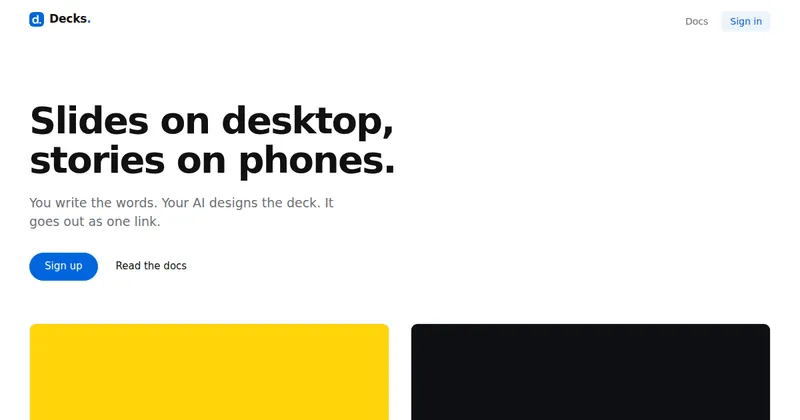 d. Decks.
Docs
Sign in
Slides on desktop,
stories on phones.
You write the words. Your AI designs the deck. It
goes out as one link.
Sign up
Read the docs